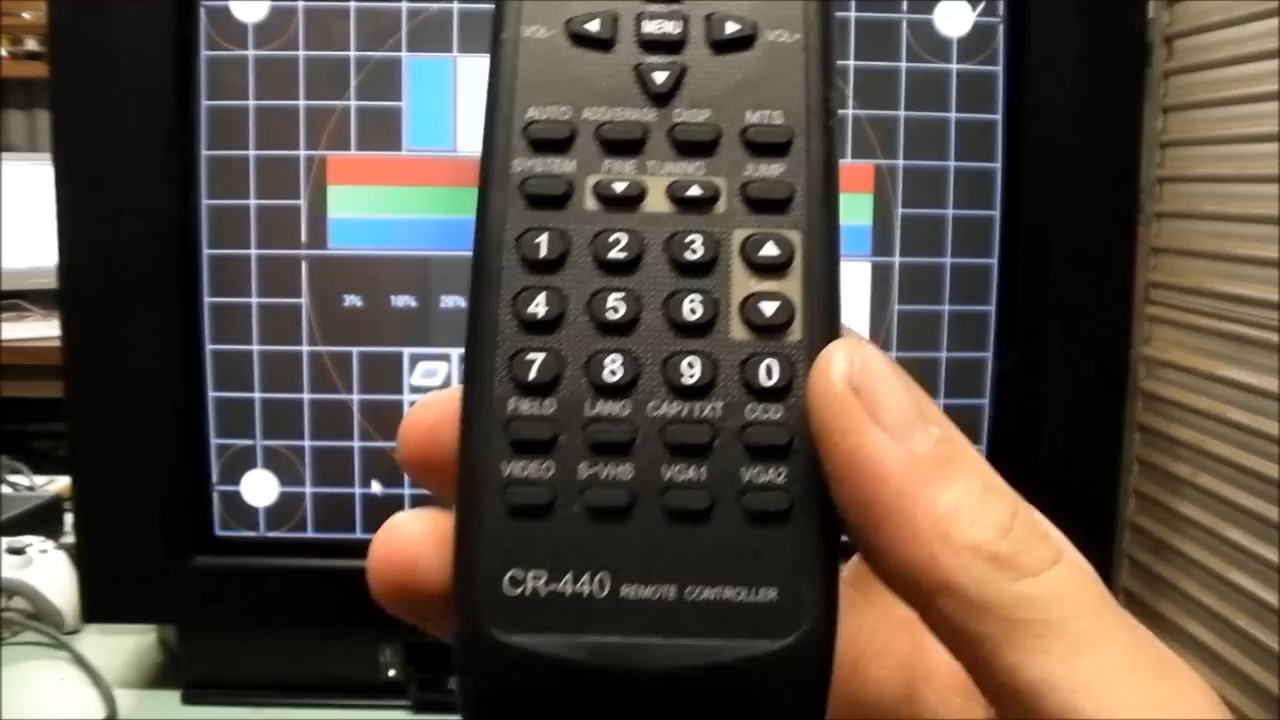 VOL- MENU VOL+
AUTO ADD/ERASE DISP MTS
SYSTEM FINE TUNING JUMP
1 2 3
3% 10% 20%
4 5 6
7 8 9 0
FIELD LANG CAP/TXT CCD
VIDEO S-VHS VGA1 VGA2
CR-440 REMOTE CONTROLLER